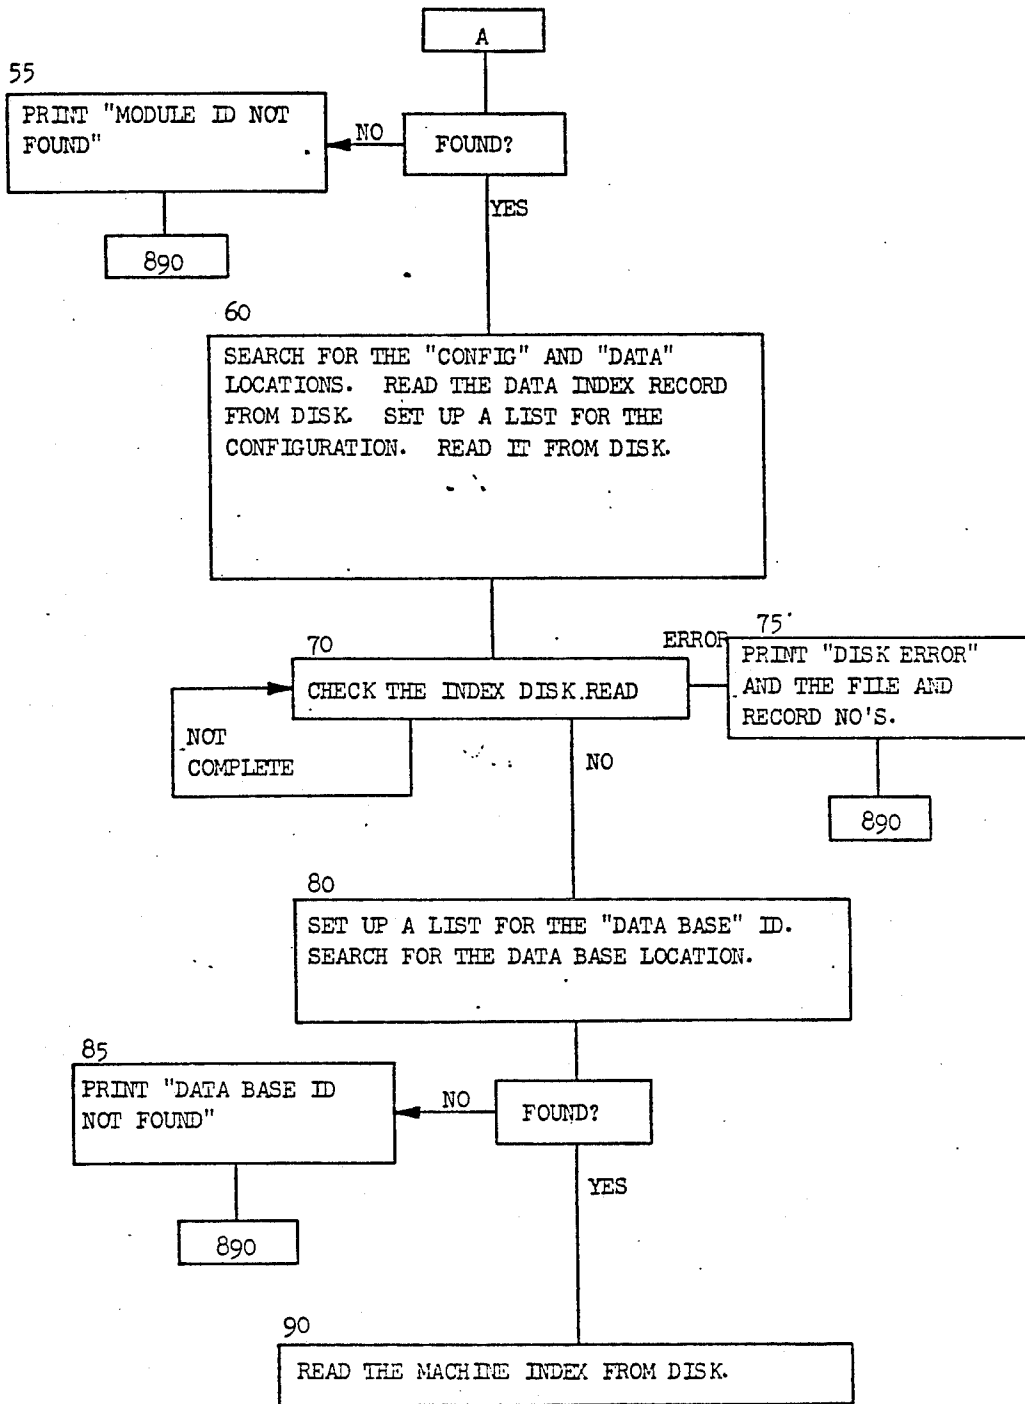 A
55
PRINT "MODULE ID NOT
FOUND"
NO
FOUND?
YES
890
60
SEARCH FOR THE "CONFIG" AND "DATA"
LOCATIONS. READ THE DATA INDEX RECORD
FROM DISK. SET UP A LIST FOR THE
CONFIGURATION. READ IT FROM DISK.
70
CHECK THE INDEX DISK.READ
ERROR
75
PRINT "DISK ERROR"
AND THE FILE AND
RECORD NO'S.
NOT
COMPLETE
NO
890
80
SET UP A LIST FOR THE "DATA BASE" ID.
SEARCH FOR THE DATA BASE LOCATION.
85
PRINT "DATA BASE ID
NOT FOUND"
NO
FOUND?
YES
890
90
READ THE MACHINE INDEX FROM DISK.